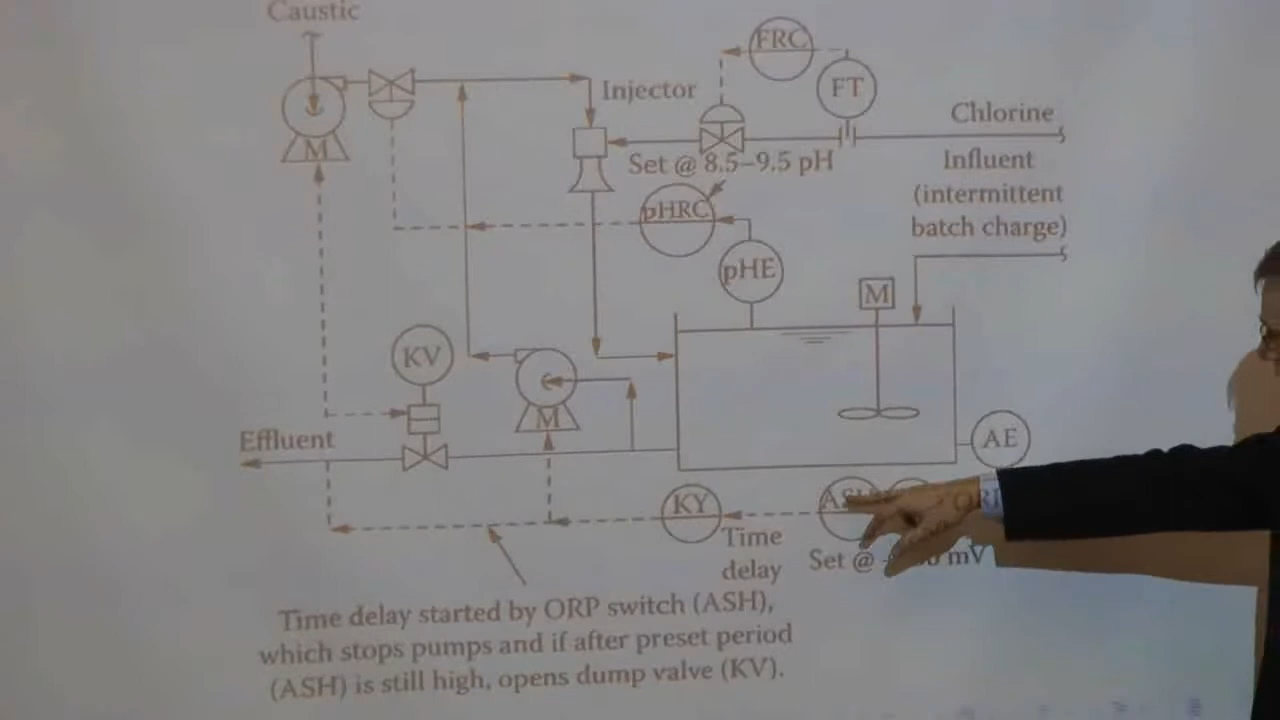 Caustic
FRC
FT
Injector
Chlorine
M
Set @ 8.5–9.5 pH
Influent
(intermittent
batch charge)
pHRC
pHE
M
KV
M
Effluent
AE
KY
Time
delay
Set @
mV
Time delay started by ORP switch (ASH),
which stops pumps and if after preset period
(ASH) is still high, opens dump valve (KV).